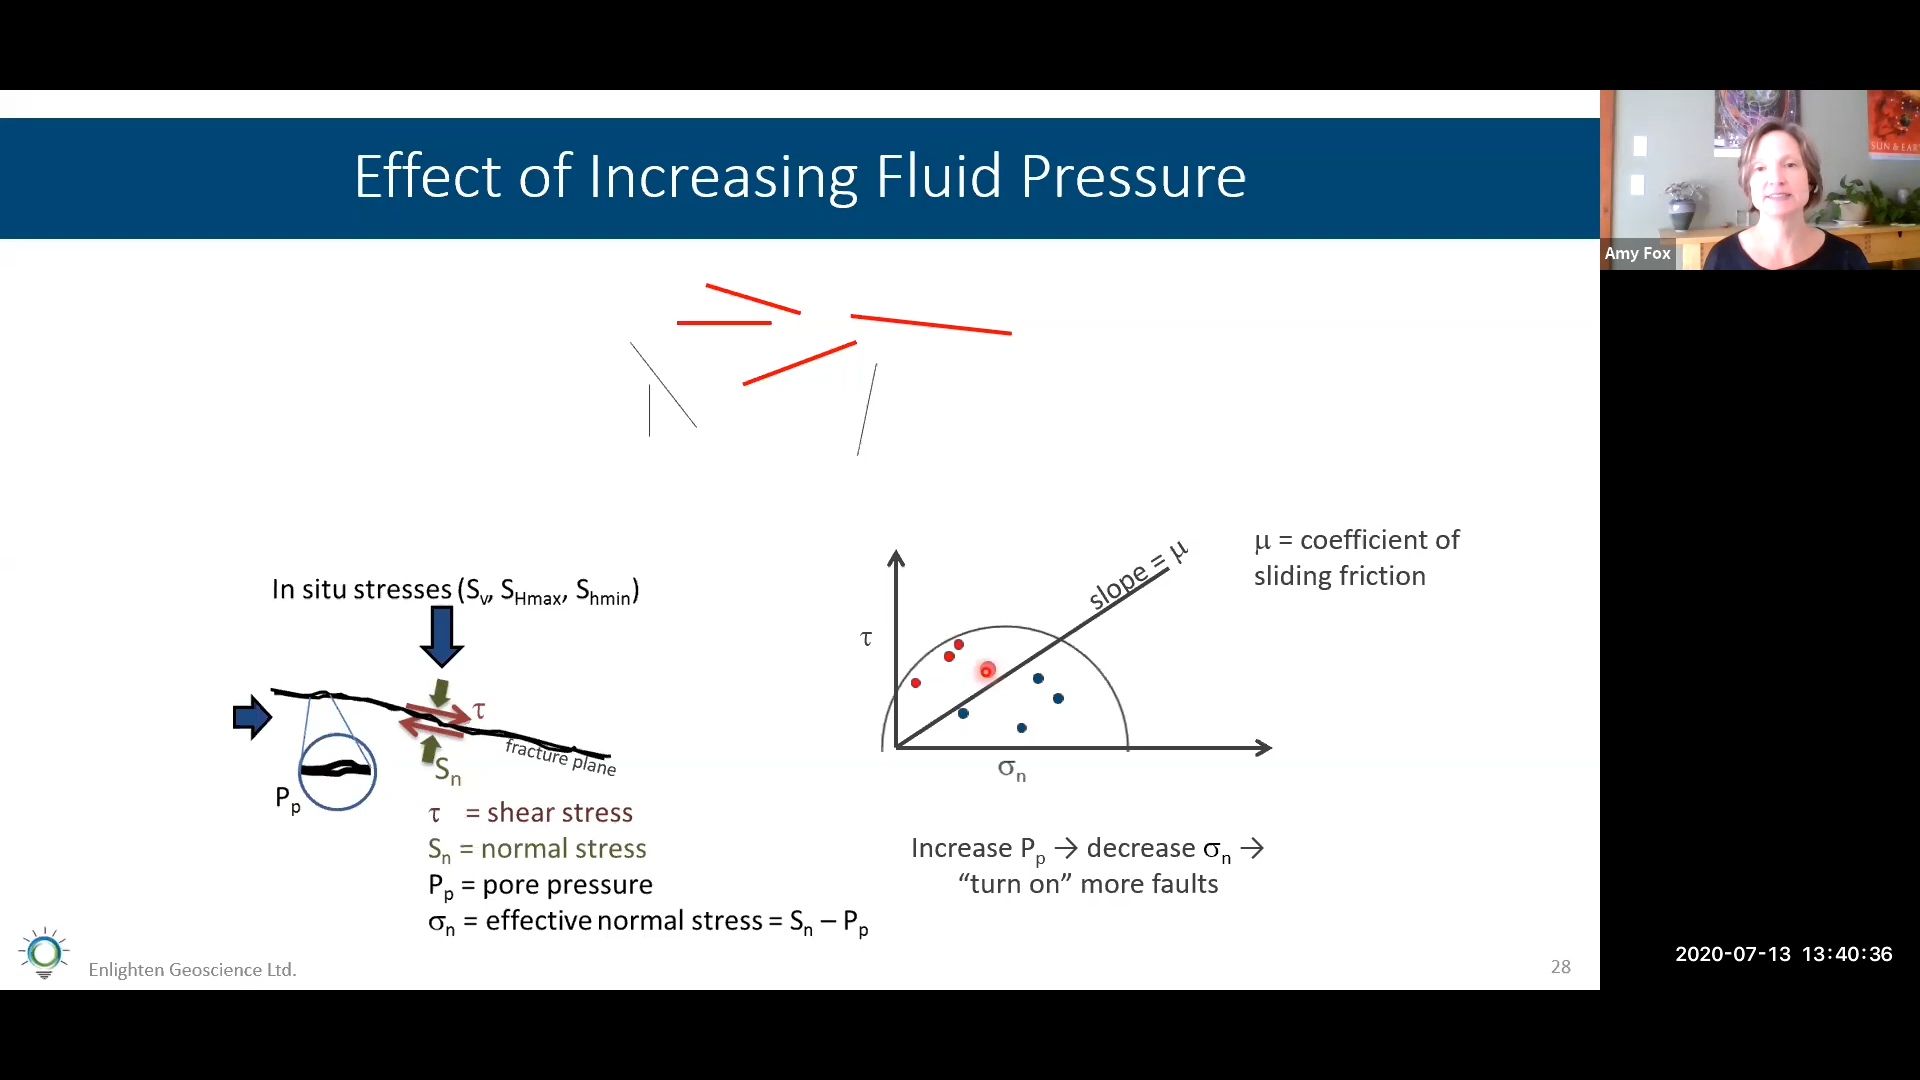 Effect of Increasing Fluid Pressure
SUN & EAR
Amy Fox
In situ stresses (Sv, SHmax, Shmin)
τ
Sn
fracture plane
Pp
τ = shear stress
Sn = normal stress
Pp = pore pressure
σn = effective normal stress = Sn – Pp
τ
slope = μ
σn
μ = coefficient of
sliding friction
Increase Pp → decrease σn →
“turn on” more faults
Enlighten Geoscience Ltd.
28
2020-07-13 13:40:36